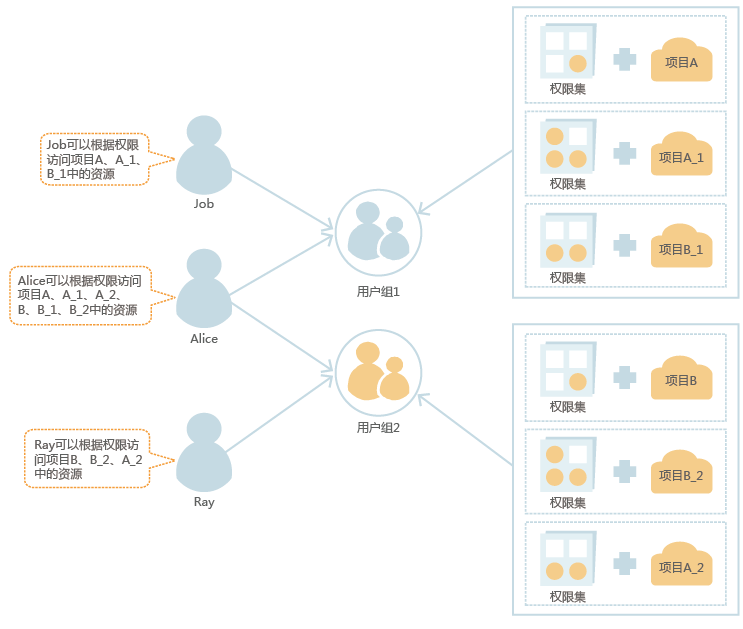 Job可以根据权限
访问项目A、A_1、
B_1中的资源
Job
Alice可以根据权限访问
项目A、A_1、A_2、
B、B_1、B_2中的资源
Alice
Ray可以根据权限访
问项目B、B_2、A_2
中的资源
Ray
用户组1
用户组2
权限集
项目A
权限集
项目A_1
权限集
项目B_1
权限集
项目B
权限集
项目B_2
权限集
项目A_2